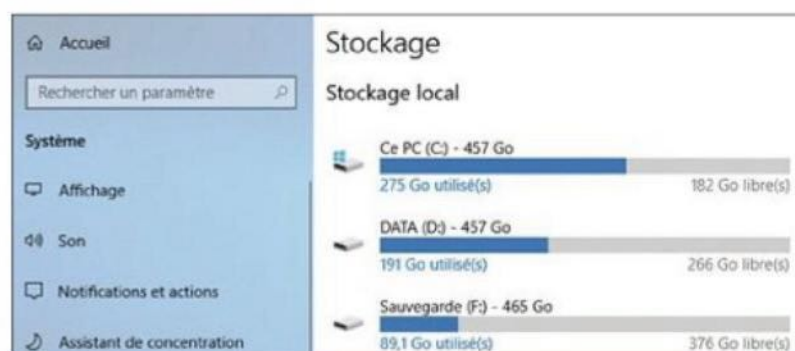 Accueil
Rechercher un paramètre
Système
Affichage
Son
Notifications et actions
Assistant de concentration
Stockage
Stockage local
Ce PC (C:) - 457 Go
275 Go utilisé(s) 182 Go libre(s)
DATA (D:) - 457 Go
191 Go utilisé(s) 266 Go libre(s)
Sauvegarde (F:) - 465 Go
89,1 Go utilisé(s) 376 Go libre(s)